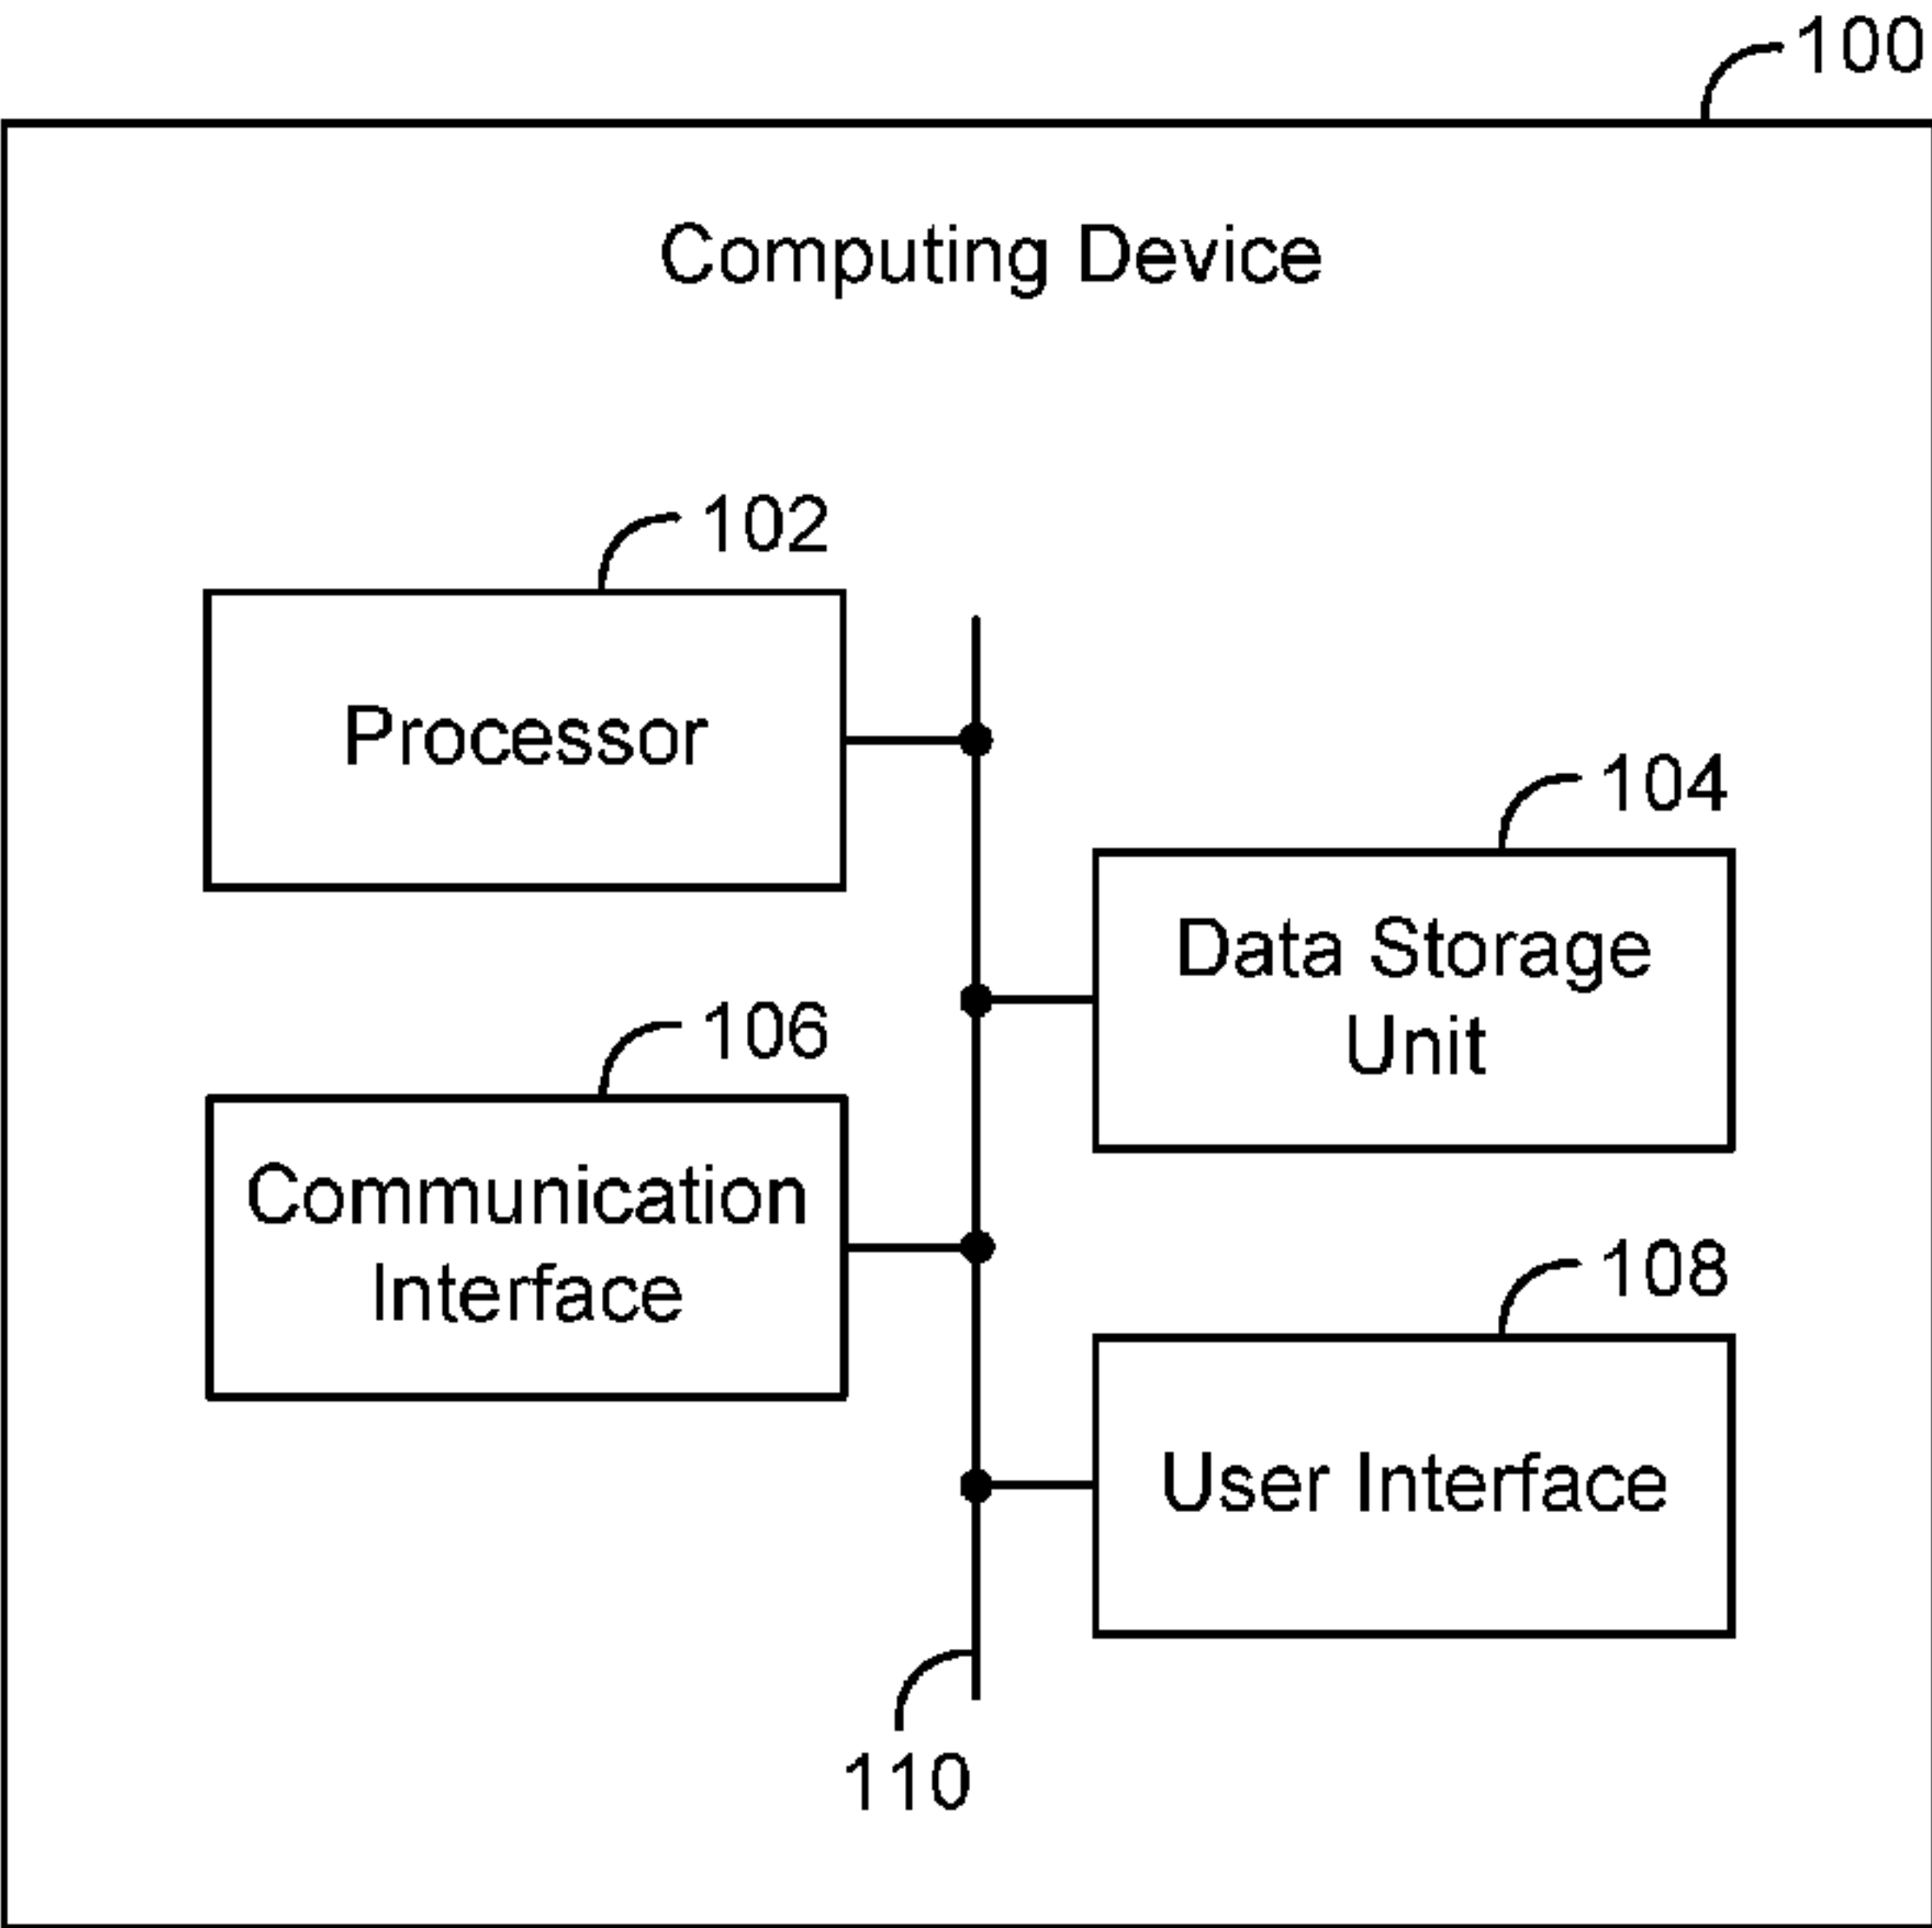 100
Computing Device
102
Processor
104
Data Storage
Unit
106
Communication
Interface
108
User Interface
110